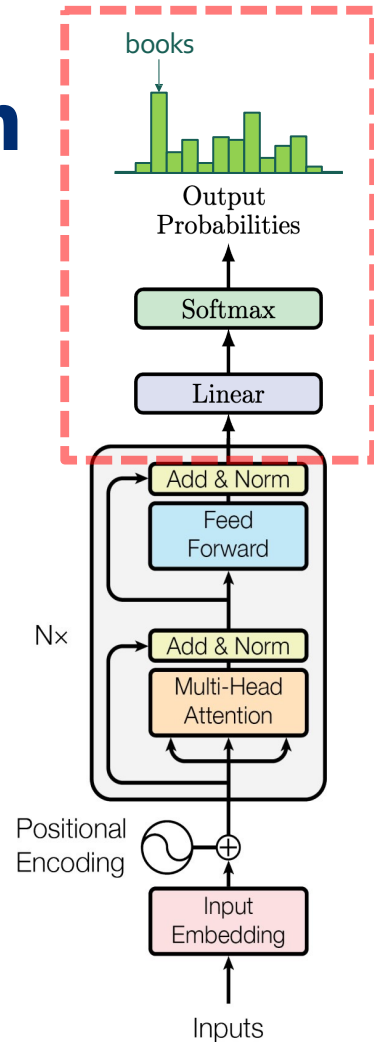 n
books
Output
Probabilities
Softmax
Linear
Add & Norm
Feed
Forward
N×
Add & Norm
Multi-Head
Attention
Positional
Encoding
Input
Embedding
Inputs